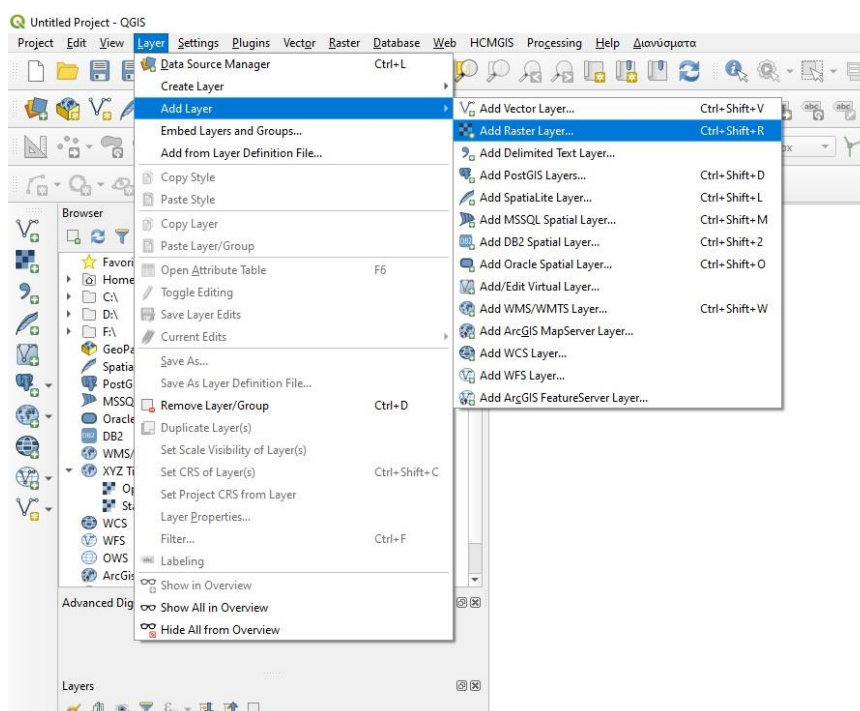 Untitled Project - QGIS
Project Edit View Layer Settings Plugins Vector Raster Database Web HCMGIS Processing Help Διανύσματα
Data Source Manager Ctrl+L
Create Layer
Add Layer
Embed Layers and Groups...
Add from Layer Definition File...
Copy Style
Paste Style
Copy Layer
Paste Layer/Group
Open Attribute Table F6
Toggle Editing
Save Layer Edits
Current Edits
Save As...
Save As Layer Definition File...
Remove Layer/Group Ctrl+D
Duplicate Layer(s)
Set Scale Visibility of Layer(s)
Set CRS of Layer(s) Ctrl+Shift+C
Set Project CRS from Layer
Layer Properties...
Filter... Ctrl+F
Labeling
Show in Overview
Show All in Overview
Hide All from Overview
Add Vector Layer... Ctrl+Shift+V
Add Raster Layer... Ctrl+Shift+R
Add Delimited Text Layer...
Add PostGIS Layers... Ctrl+Shift+D
Add SpatiaLite Layer... Ctrl+Shift+L
Add MSSQL Spatial Layer... Ctrl+Shift+M
Add DB2 Spatial Layer... Ctrl+Shift+2
Add Oracle Spatial Layer... Ctrl+Shift+O
Add/Edit Virtual Layer...
Add WMS/WMTS Layer... Ctrl+Shift+W
Add ArcGIS MapServer Layer...
Add WCS Layer...
Add WFS Layer...
Add ArcGIS FeatureServer Layer...
abc abc
Browser
Favori
Home
C:\
D:\
F:\
GeoPa
Spatia
PostG
MSSQ
Oracle
DB2
WMS/
XYZ Ti
Op
Sta
WCS
WFS
OWS
ArcGis
Advanced Dig
Layers